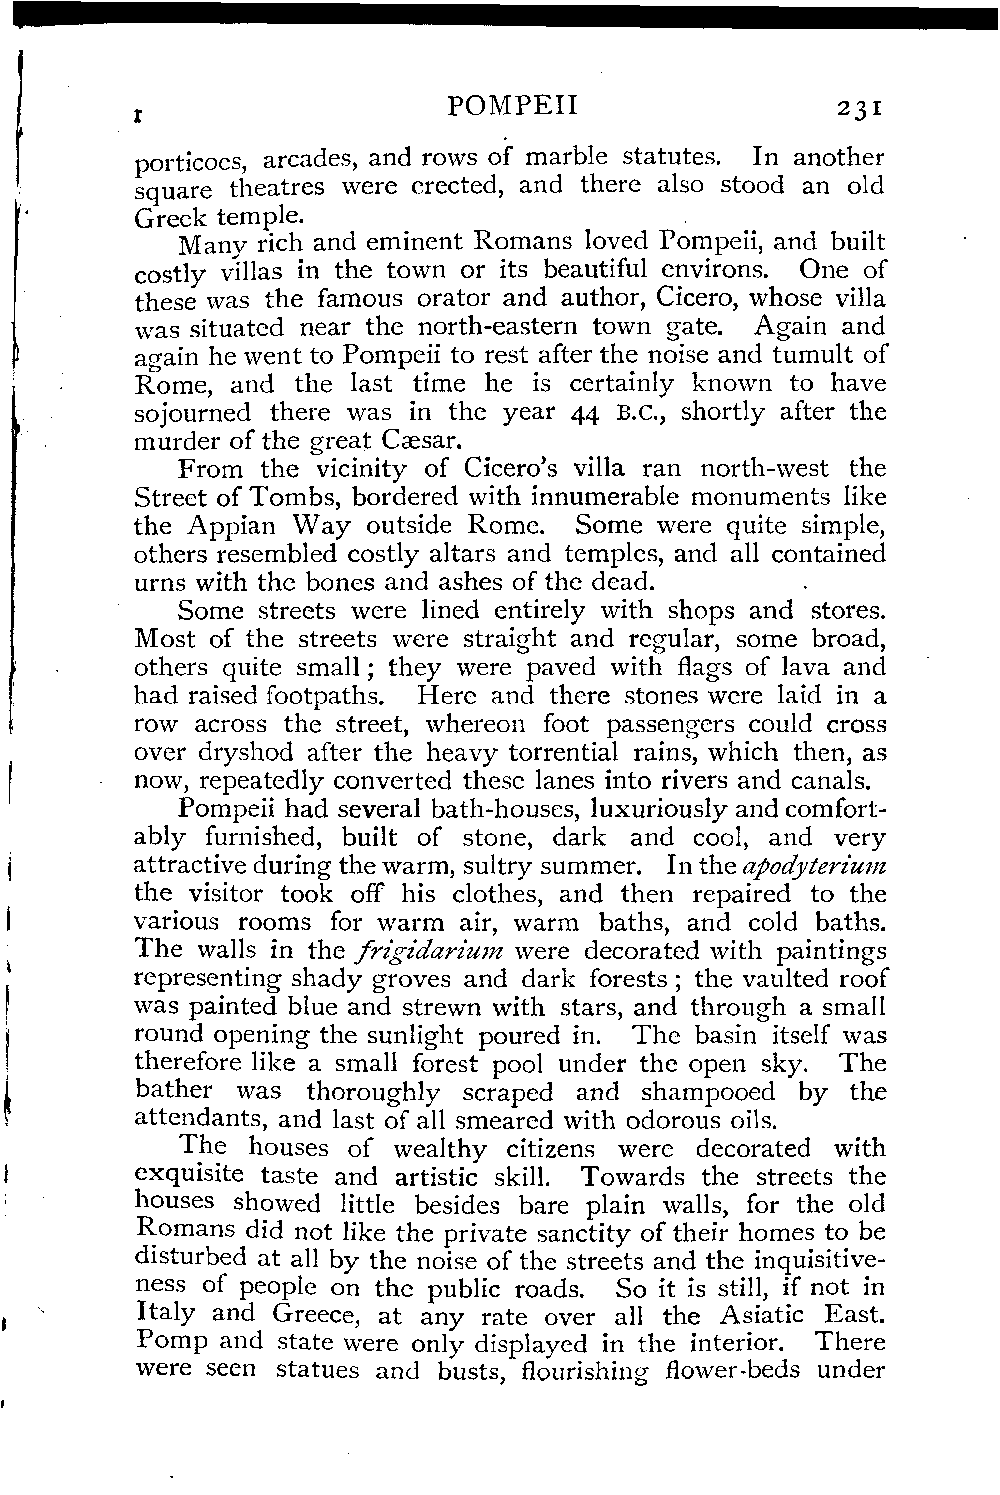 I POMPEII 231
porticoes, arcades, and rows of marble statutes. In another
square theatres were erected, and there also stood an old
Greek temple.
Many rich and eminent Romans loved Pompeii, and built
costly villas in the town or its beautiful environs. One of
these was the famous orator and author, Cicero, whose villa
was situated near the north-eastern town gate. Again and
again he went to Pompeii to rest after the noise and tumult of
Rome, and the last time he is certainly known to have
sojourned there was in the year 44 B.C., shortly after the
murder of the great Cæsar.
From the vicinity of Cicero's villa ran north-west the
Street of Tombs, bordered with innumerable monuments like
the Appian Way outside Rome. Some were quite simple,
others resembled costly altars and temples, and all contained
urns with the bones and ashes of the dead.
Some streets were lined entirely with shops and stores.
Most of the streets were straight and regular, some broad,
others quite small; they were paved with flags of lava and
had raised footpaths. Here and there stones were laid in a
row across the street, whereon foot passengers could cross
over dryshod after the heavy torrential rains, which then, as
now, repeatedly converted these lanes into rivers and canals.
Pompeii had several bath-houses, luxuriously and comfort-
ably furnished, built of stone, dark and cool, and very
attractive during the warm, sultry summer. In the apodyterium
the visitor took off his clothes, and then repaired to the
various rooms for warm air, warm baths, and cold baths.
The walls in the frigidarium were decorated with paintings
representing shady groves and dark forests; the vaulted roof
was painted blue and strewn with stars, and through a small
round opening the sunlight poured in. The basin itself was
therefore like a small forest pool under the open sky. The
bather was thoroughly scraped and shampooed by the
attendants, and last of all smeared with odorous oils.
The houses of wealthy citizens were decorated with
exquisite taste and artistic skill. Towards the streets the
houses showed little besides bare plain walls, for the old
Romans did not like the private sanctity of their homes to be
disturbed at all by the noise of the streets and the inquisitive-
ness of people on the public roads. So it is still, if not in
Italy and Greece, at any rate over all the Asiatic East.
Pomp and state were only displayed in the interior. There
were seen statues and busts, flourishing flower-beds under